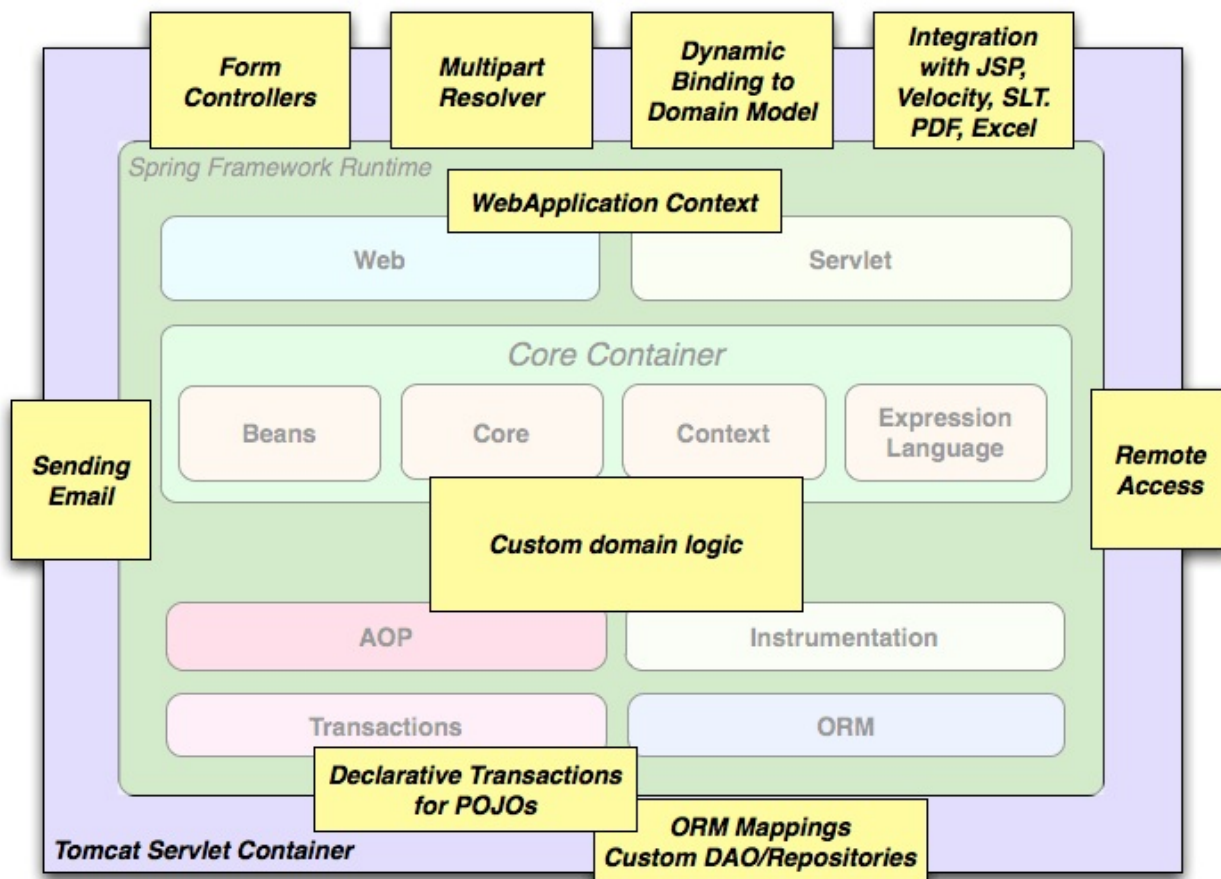 Form
Controllers
Multipart
Resolver
Dynamic
Binding to
Domain Model
Integration
with JSP,
Velocity, SLT.
PDF, Excel
Spring Framework Runtime
WebApplication Context
Web
Servlet
Core Container
Beans
Core
Context
Expression
Language
Sending
Email
Remote
Access
Custom domain logic
AOP
Instrumentation
Transactions
ORM
Declarative Transactions
for POJOs
ORM Mappings
Custom DAO/Repositories
Tomcat Servlet Container